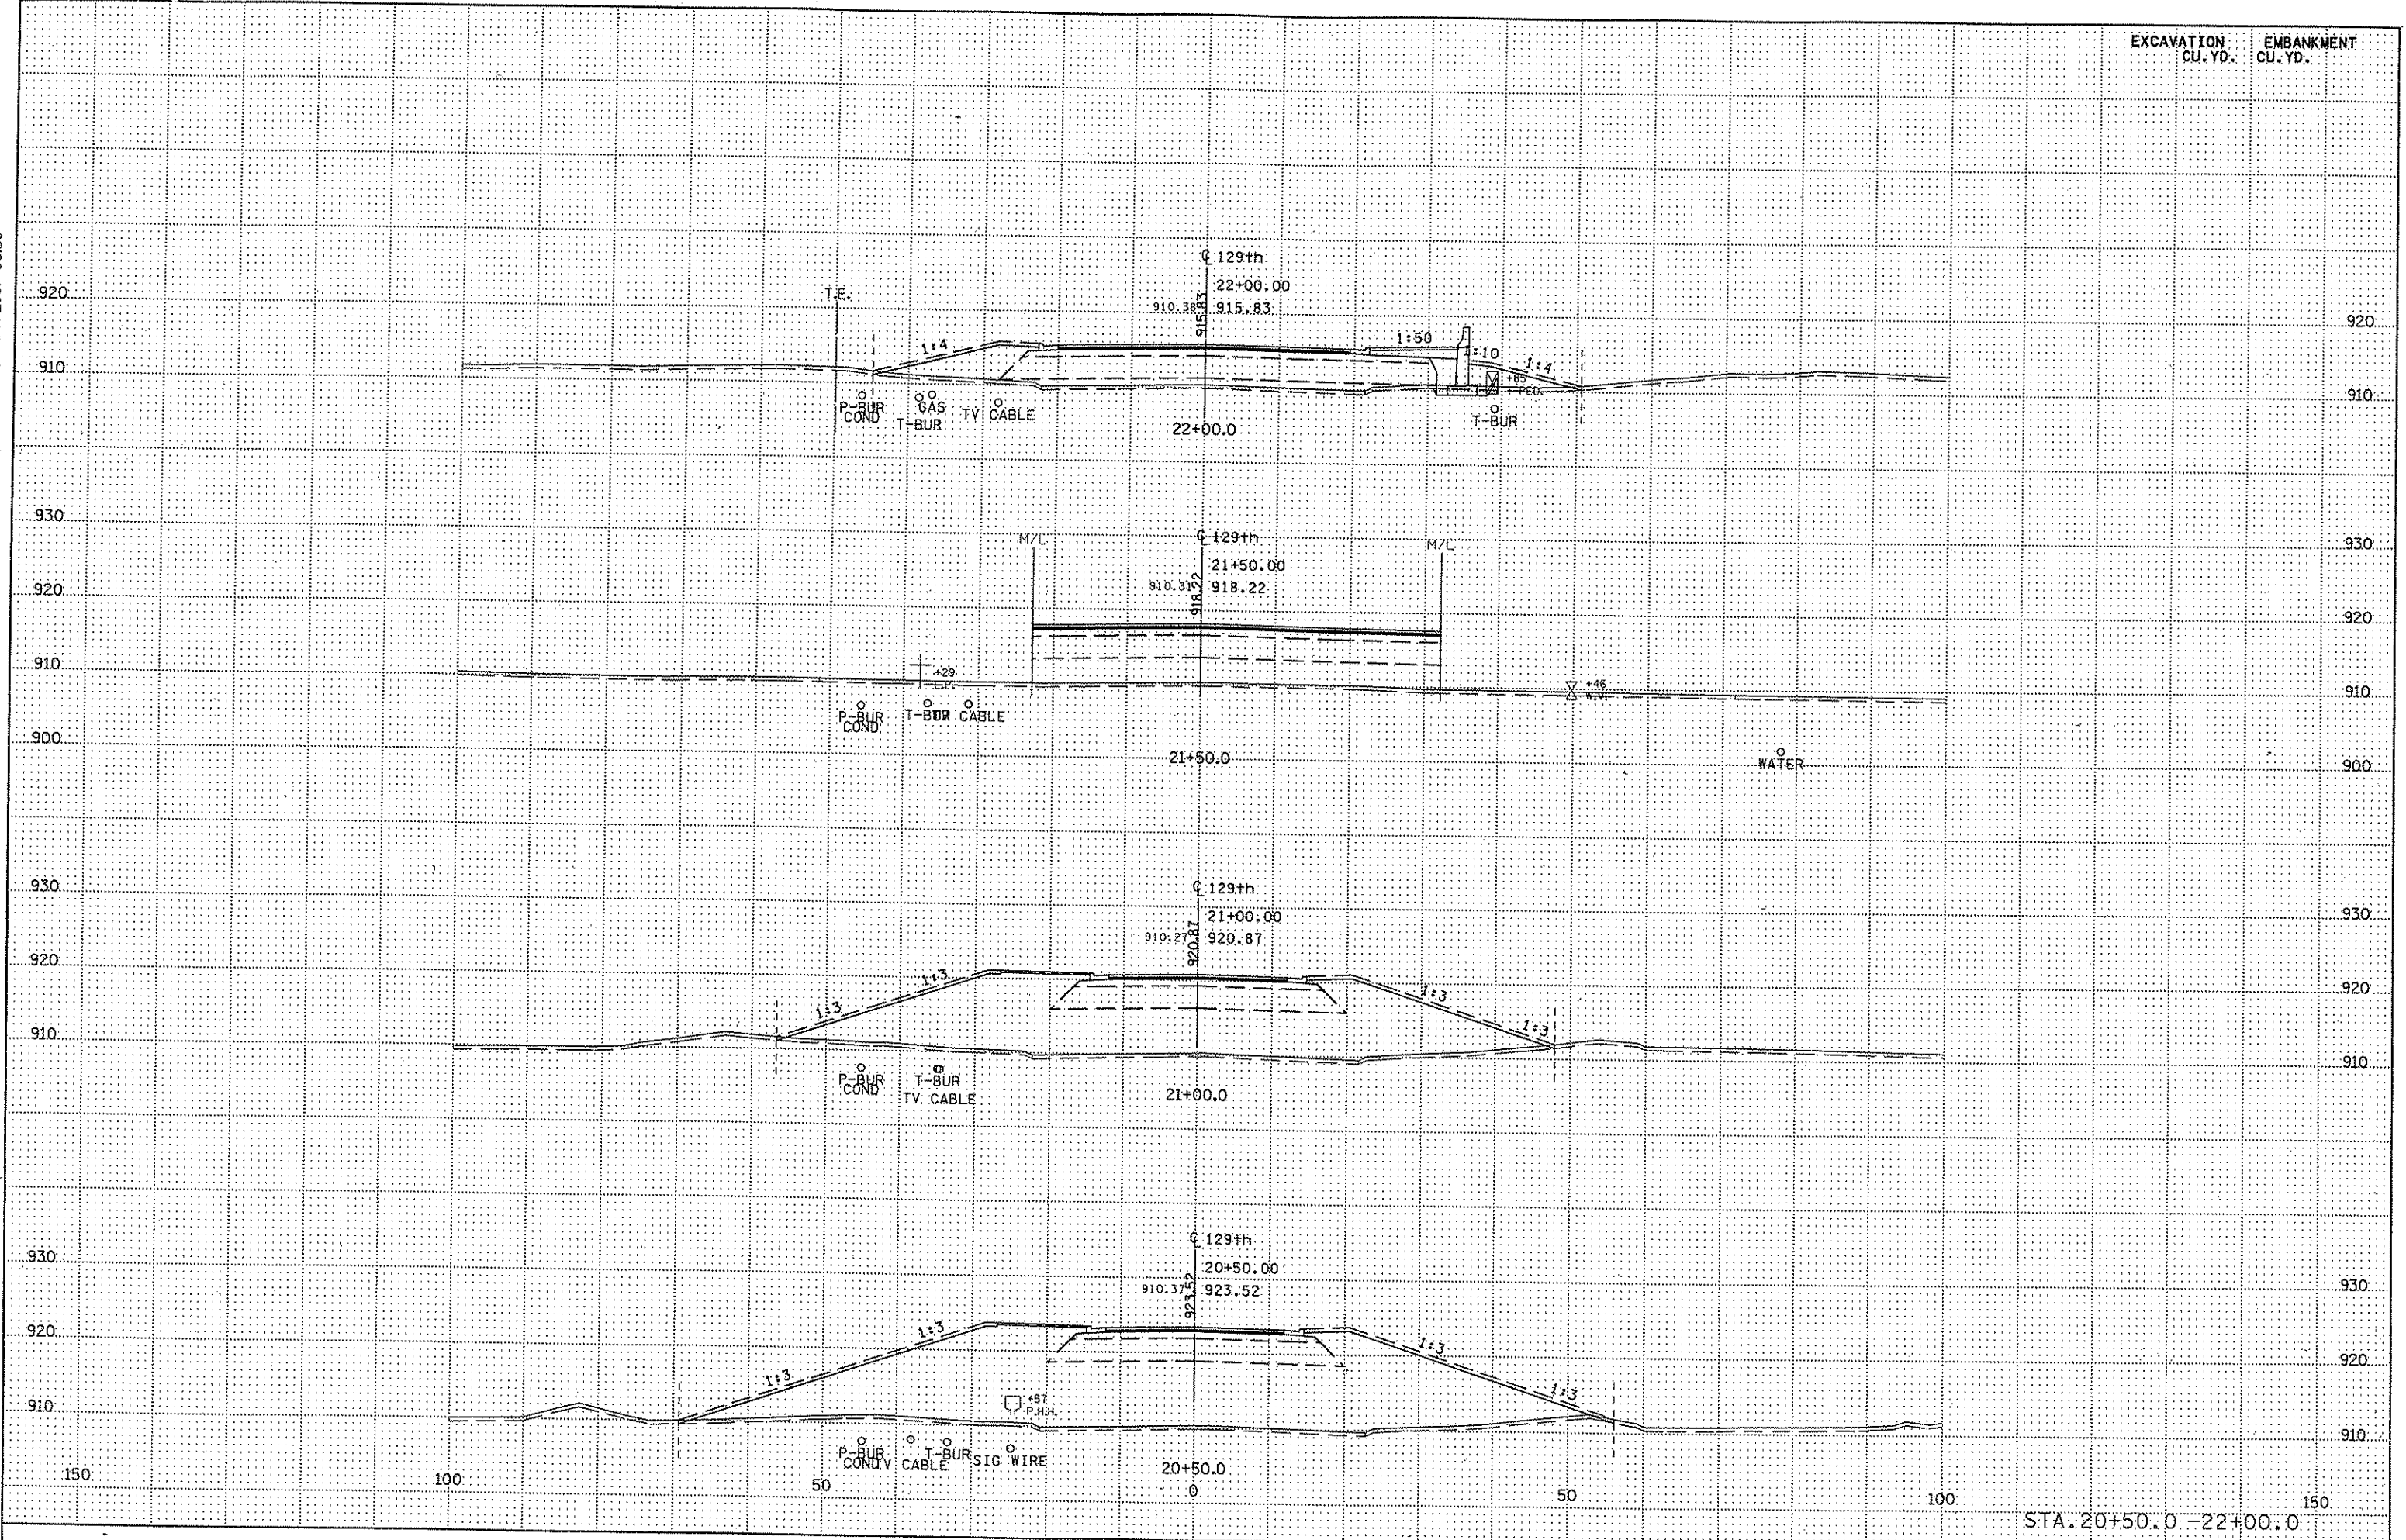 EXCAVATION EMBANKMENT
CU.YD. CU.YD.
℄ 129th
22+00.00
910.38 915.83 915.83
920 T.E. 920
1:4 1:50 1:10 1:4
910 910
+85
P-BUR COND GAS T-BUR TV CABLE T-BUR
22+00.0
930 930
M/L ℄ 129th M/L
21+50.00
910.31 918.22 918.22
920 920
910 +29 +46 W.V. 910
P-BUR COND T-BUR TV CABLE
900 21+50.0 WATER 900
930 930
℄ 129th
21+00.00
910.27 920.87 920.87
920 920
1:3 1:3 1:3 1:3
910 910
P-BUR COND T-BUR TV CABLE
21+00.0
930 930
℄ 129th
20+50.00
910.37 923.52 923.52
920 920
1:3 1:3 1:3 1:3
910 +57 P.H.H. 910
P-BUR COND TV CABLE T-BUR SIG WIRE
20+50.0
150 100 50 0 50 100 150
STA.20+50.0 -22+00.0